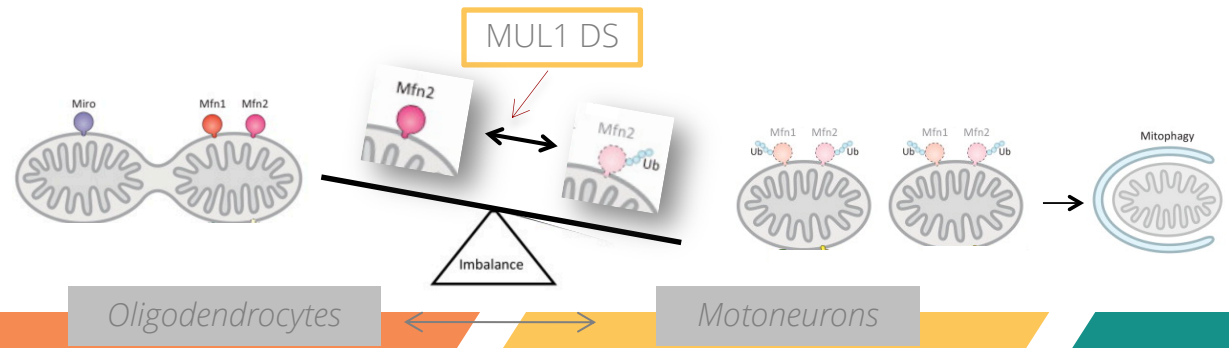 MUL1 DS
Miro
Mfn1 Mfn2
Mfn2
Mfn2
Ub
Mfn1 Mfn2
Ub Ub
Mfn1 Mfn2
Ub Ub
Mitophagy
Imbalance
Oligodendrocytes
Motoneurons